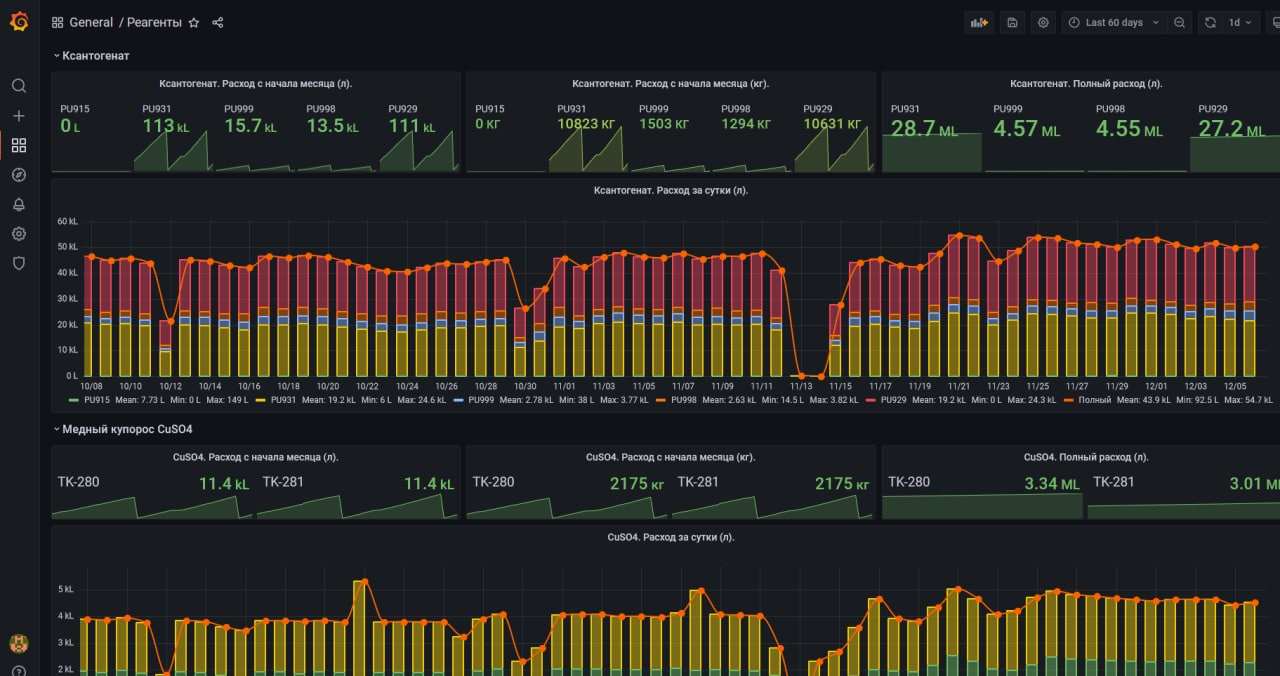 General / Реагенты
Last 60 days
1d
Ксантогенат
Ксантогенат. Расход с начала месяца (л).
PU915 PU931 PU999 PU998 PU929
0 L 113 kL 15.7 kL 13.5 kL 111 kL
Ксантогенат. Расход с начала месяца (кг).
PU915 PU931 PU999 PU998 PU929
0 КГ 10823 КГ 1503 КГ 1294 КГ 10631 КГ
Ксантогенат. Полный расход (л).
PU931 PU999 PU998 PU929
28.7 ML 4.57 ML 4.55 ML 27.2 ML
Ксантогенат. Расход за сутки (л).
60 kL
50 kL
40 kL
30 kL
20 kL
10 kL
0 L
10/08 10/10 10/12 10/14 10/16 10/18 10/20 10/22 10/24 10/26 10/28 10/30 11/01 11/03 11/05 11/07 11/09 11/11 11/13 11/15 11/17 11/19 11/21 11/23 11/25 11/27 11/29 12/01 12/03 12/05
PU915 Mean: 7.73 L Min: 0 L Max: 149 L PU931 Mean: 19.2 kL Min: 6 L Max: 24.6 kL PU999 Mean: 2.78 kL Min: 38 L Max: 3.77 kL PU998 Mean: 2.63 kL Min: 14.5 L Max: 3.82 kL PU929 Mean: 19.2 kL Min: 0 L Max: 24.3 kL Полный Mean: 43.9 kL Min: 92.5 L Max: 54.7 kL
Медный купорос CuSO4
CuSO4. Расход с начала месяца (л).
TK-280 11.4 kL TK-281 11.4 kL
CuSO4. Расход с начала месяца (кг).
TK-280 2175 кг TK-281 2175 кг
CuSO4. Полный расход (л).
TK-280 3.34 ML TK-281 3.01 ML
CuSO4. Расход за сутки (л).
5 kL
4 kL
3 kL
2 kL